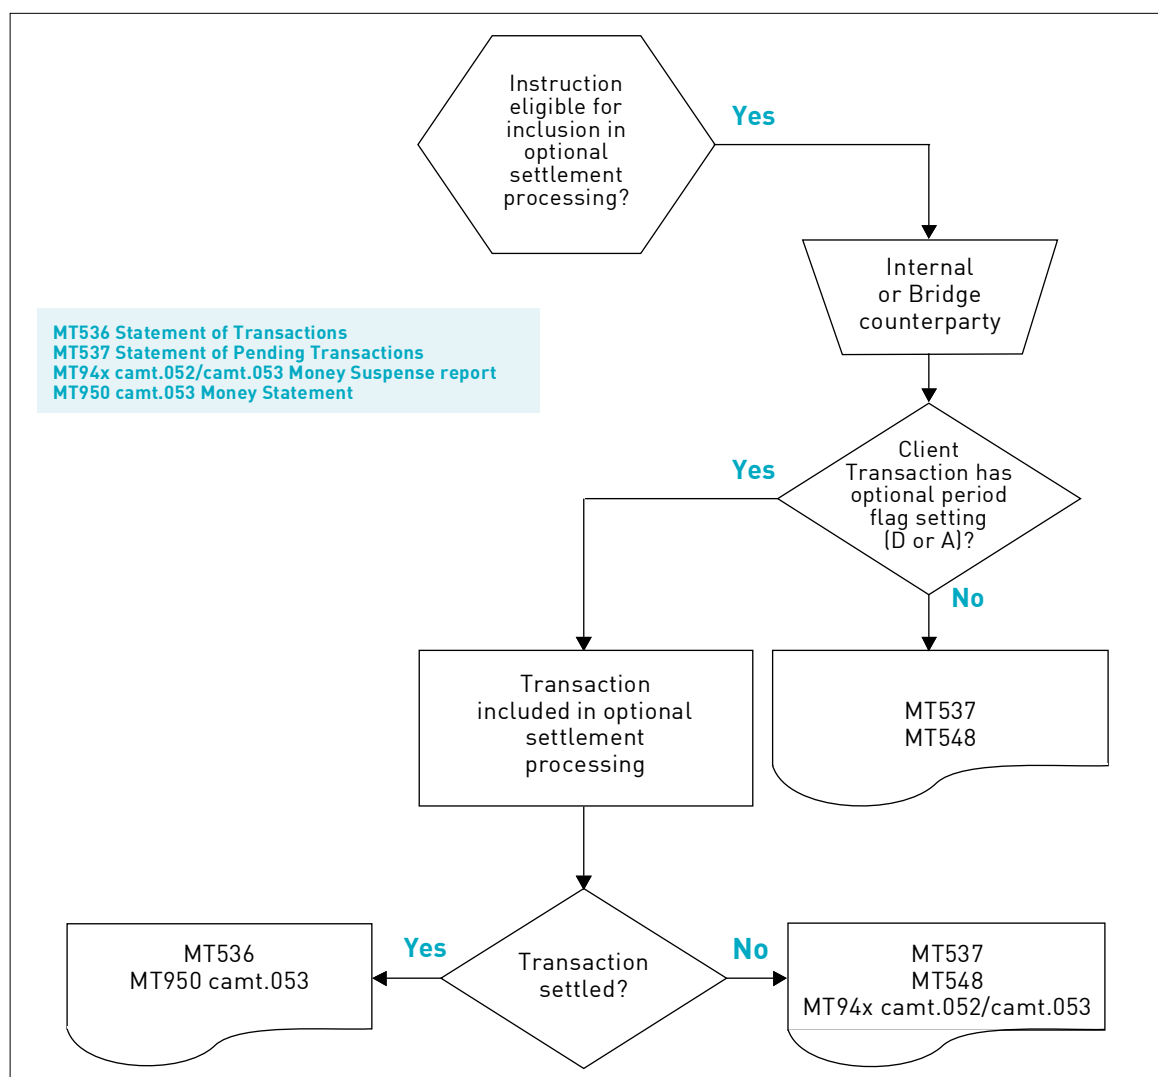 Instruction
eligible for
inclusion in
optional
settlement
processing?
Yes
Internal
or Bridge
counterparty
MT536 Statement of Transactions
MT537 Statement of Pending Transactions
MT94x camt.052/camt.053 Money Suspense report
MT950 camt.053 Money Statement
Client
Transaction has
optional period
flag setting
(D or A)?
Yes
No
Transaction
included in optional
settlement
processing
MT537
MT548
Transaction
settled?
Yes
No
MT536
MT950 camt.053
MT537
MT548
MT94x camt.052/camt.053